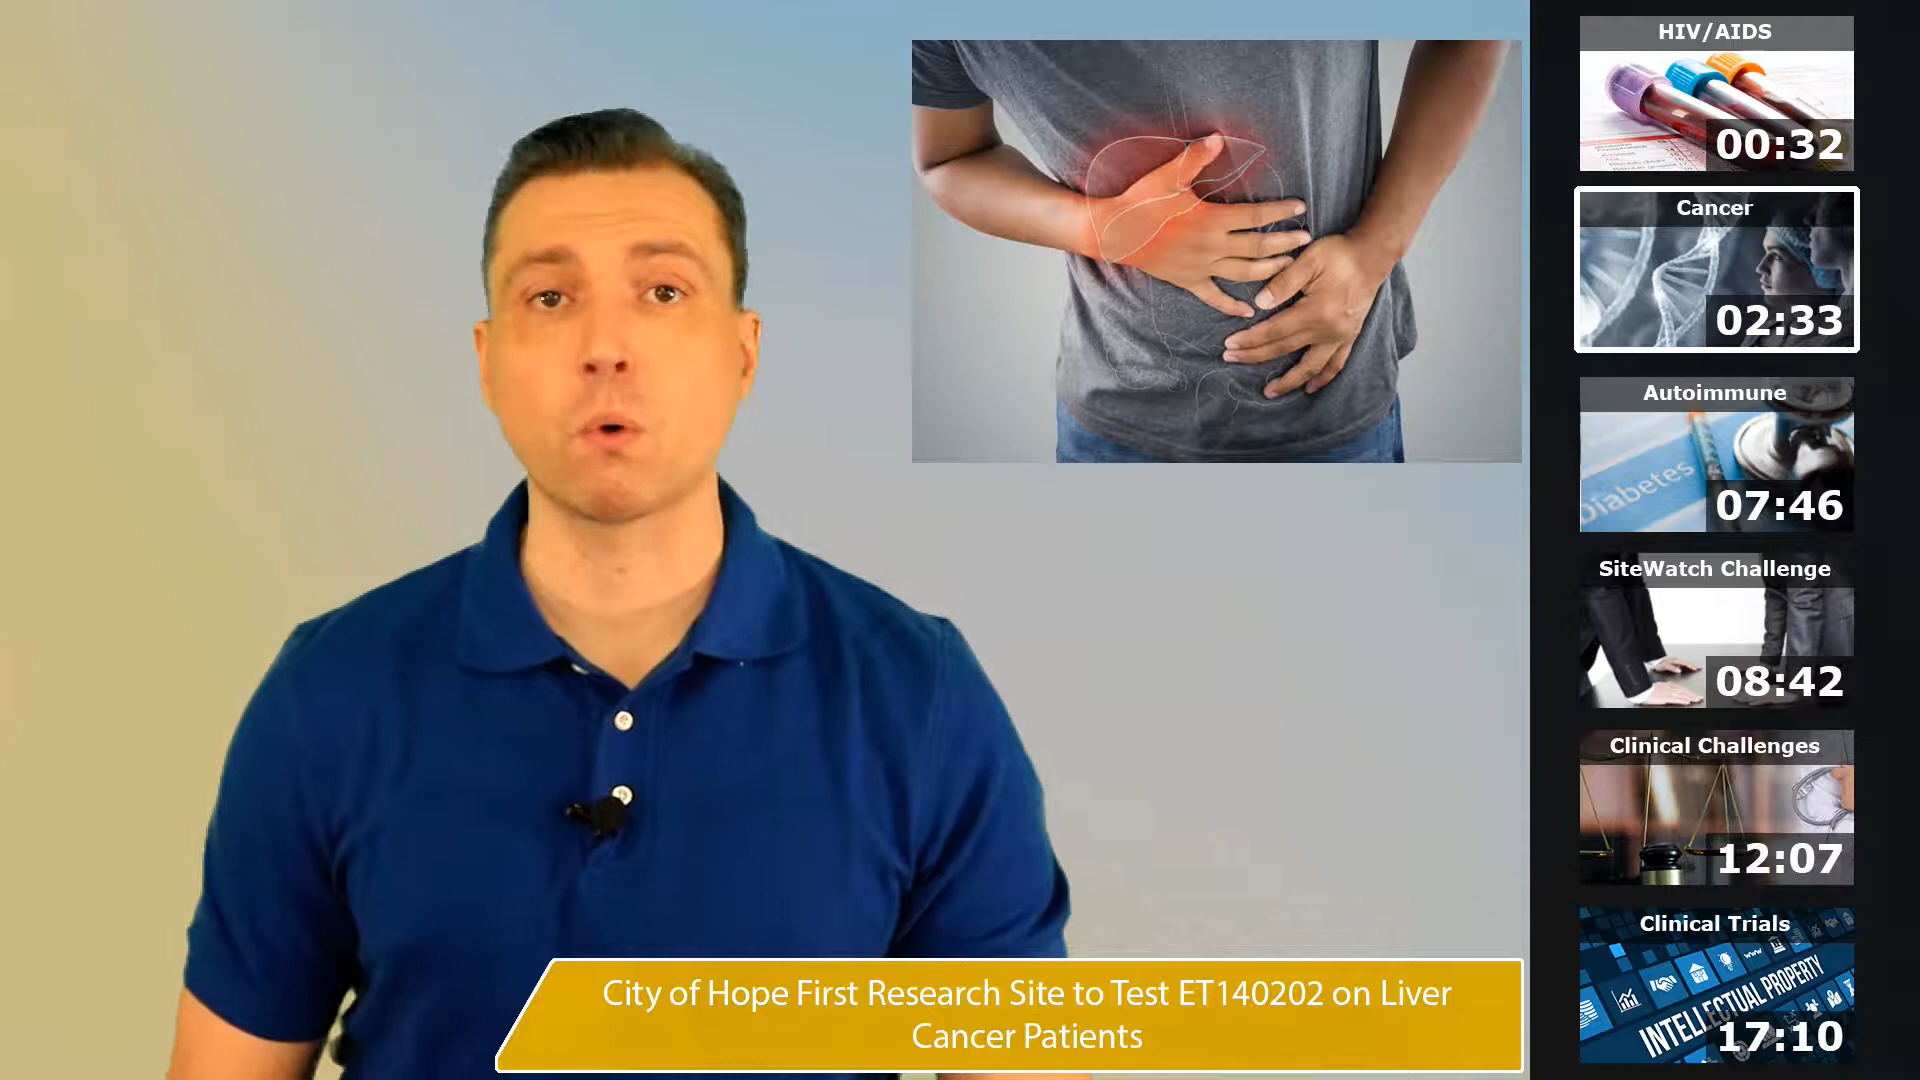 HIV/AIDS
00:32
Cancer
02:33
Autoimmune
Diabetes
07:46
SiteWatch Challenge
08:42
Clinical Challenges
12:07
Clinical Trials
www
INTELLECTUAL PROPERTY
17:10
City of Hope First Research Site to Test ET140202 on Liver
Cancer Patients